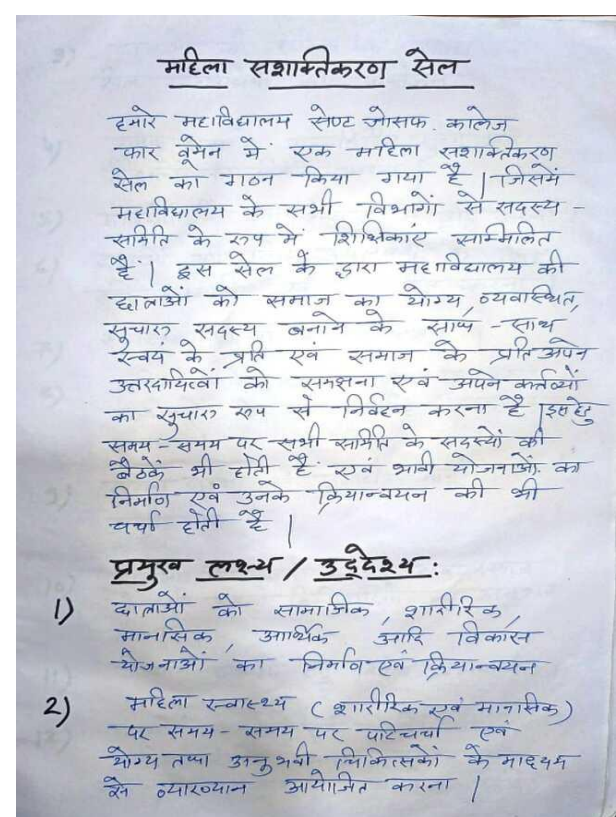 महिला सशक्तिकरण सेल
हमारे महाविद्यालय सेण्ट जोसफ. कालेज
फार वूमेन में एक महिला सशक्तिकरण
सेल का गठन किया गया है | जिसमें
महाविद्यालय के सभी विभागों से सदस्य -
समिति के रुप में शिक्षिकाएं सम्मिलित
हैं | इस सेल के द्वारा महाविद्यालय की
छात्राओं को समाज का योग्य, व्यवास्थित,
सुचारु सदस्य बनाने के साथ - साथ
स्वयं के प्रति एवं समाज के प्रति अपने
उत्तरदायित्वों को समझना एवं अपने कर्तव्यों
का सुचारु रुप से निर्वहन करना है | इस हेतु
समय - समय पर सभी समिति के सदस्यों की
बैठकें भी होती हैं एवं भावी योजनाओं. का
निर्माण एवं उनके क्रियान्वयन की भी
चर्चा होती है |
प्रमुख लक्ष्य / उद्देश्य :
1) छात्राओं को सामाजिक, शारीरिक,
मानसिक, आर्थिक आदि विकास
योजनाओं का निर्माण एवं क्रियान्वयन
2) महिला स्वास्थ्य ( शारीरिक एवं मानसिक )
पर समय - समय पर परिचर्चा एवं
योग्य तथा अनुभवी चिकित्सकों के माध्यम
से व्याख्यान आयोजित करना |